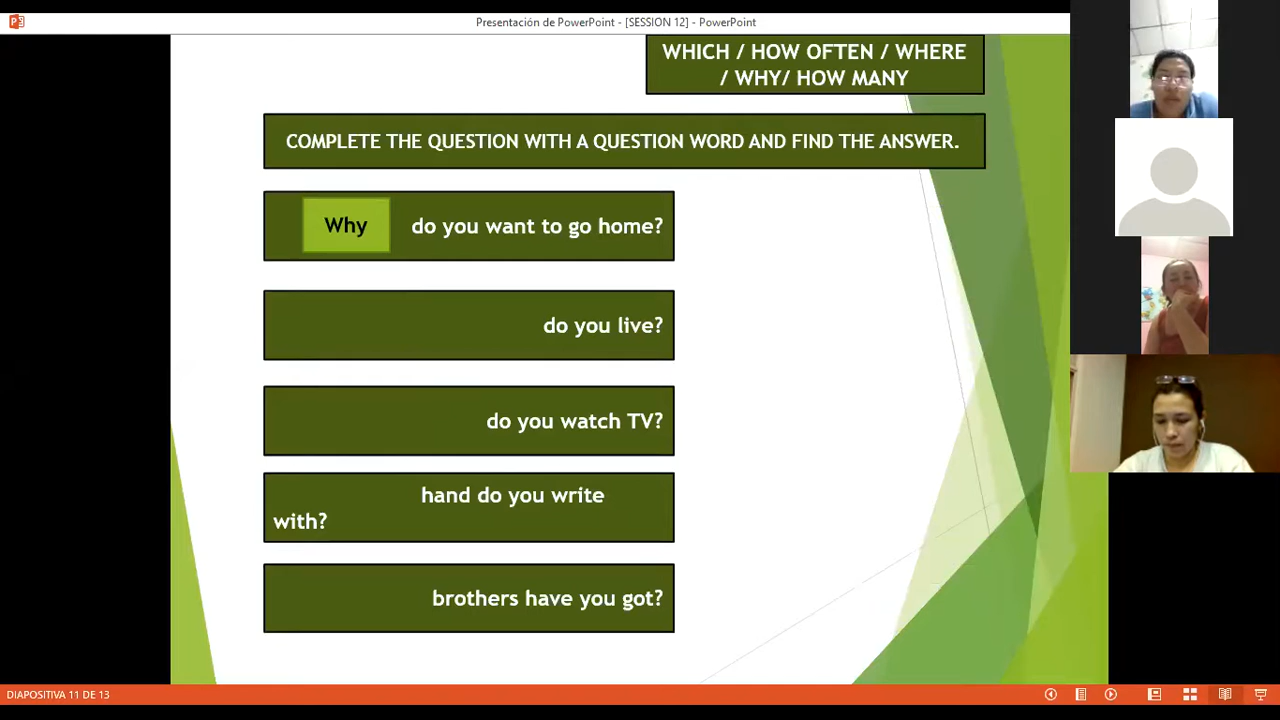 Presentación de PowerPoint - [SESSION 12] - PowerPoint
WHICH / HOW OFTEN / WHERE
/ WHY/ HOW MANY
COMPLETE THE QUESTION WITH A QUESTION WORD AND FIND THE ANSWER.
Why do you want to go home?
do you live?
do you watch TV?
hand do you write
with?
brothers have you got?
DIAPOSITIVA 11 DE 13